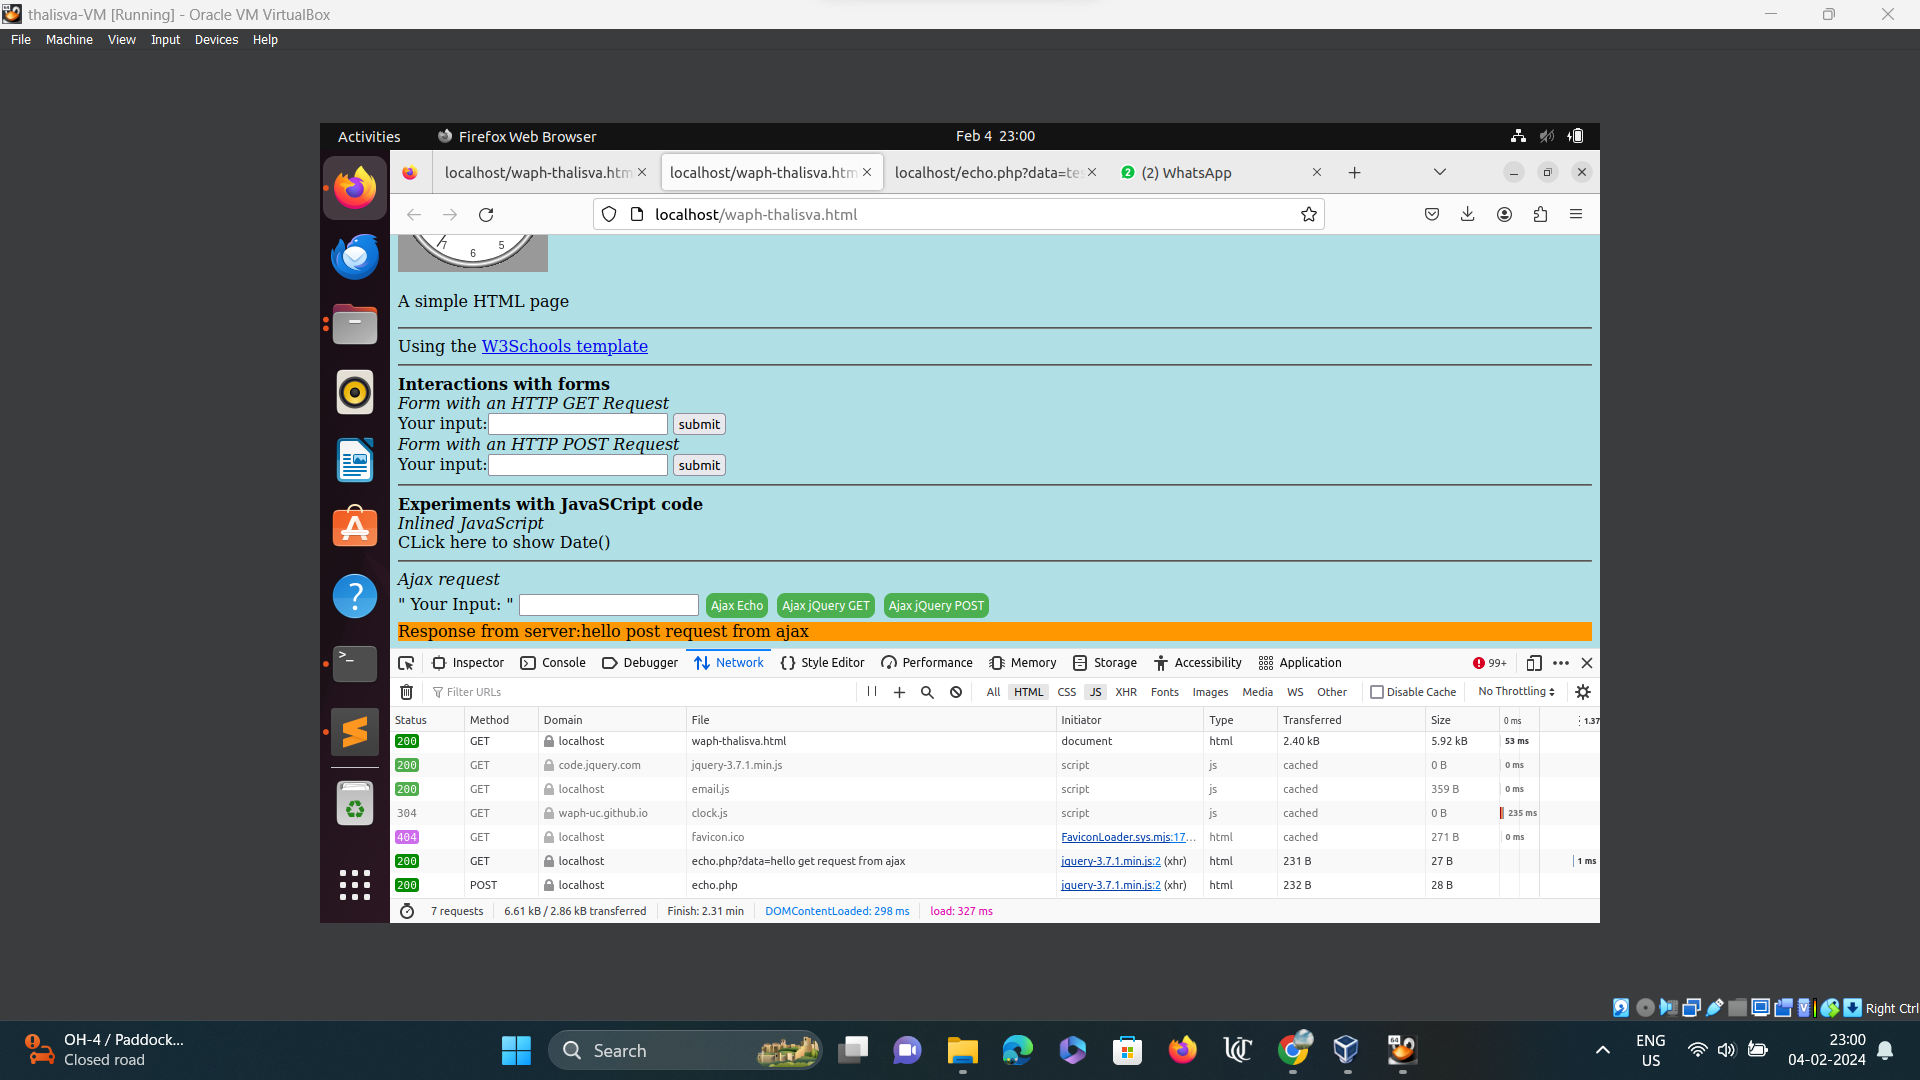 thalisva-VM [Running] - Oracle VM VirtualBox
File Machine View Input Devices Help
Activities Firefox Web Browser Feb 4 23:00
localhost/waph-thalisva.htm localhost/waph-thalisva.htm localhost/echo.php?data=tes 2 (2) WhatsApp
localhost/waph-thalisva.html
7 6 5
A simple HTML page
Using the W3Schools template
Interactions with forms
Form with an HTTP GET Request
Your input: submit
Form with an HTTP POST Request
Your input: submit
Experiments with JavaSCript code
Inlined JavaScript
CLick here to show Date()
Ajax request
" Your Input: " Ajax Echo Ajax jQuery GET Ajax jQuery POST
Response from server:hello post request from ajax
Inspector Console Debugger Network Style Editor Performance Memory Storage Accessibility Application 99+
Filter URLs All HTML CSS JS XHR Fonts Images Media WS Other Disable Cache No Throttling
Status Method Domain File Initiator Type Transferred Size 0 ms 1.37
200 GET localhost waph-thalisva.html document html 2.40 kB 5.92 kB 53 ms
200 GET code.jquery.com jquery-3.7.1.min.js script js cached 0 B 0 ms
200 GET localhost email.js script js cached 359 B 0 ms
304 GET waph-uc.github.io clock.js script js cached 0 B 235 ms
404 GET localhost favicon.ico FaviconLoader.sys.mjs:17... html cached 271 B 0 ms
200 GET localhost echo.php?data=hello get request from ajax jquery-3.7.1.min.js:2 (xhr) html 231 B 27 B 1 ms
200 POST localhost echo.php jquery-3.7.1.min.js:2 (xhr) html 232 B 28 B
7 requests 6.61 kB / 2.86 kB transferred Finish: 2.31 min DOMContentLoaded: 298 ms load: 327 ms
Right Ctrl
OH-4 / Paddock...
Closed road
Search
ENG
US
23:00
04-02-2024